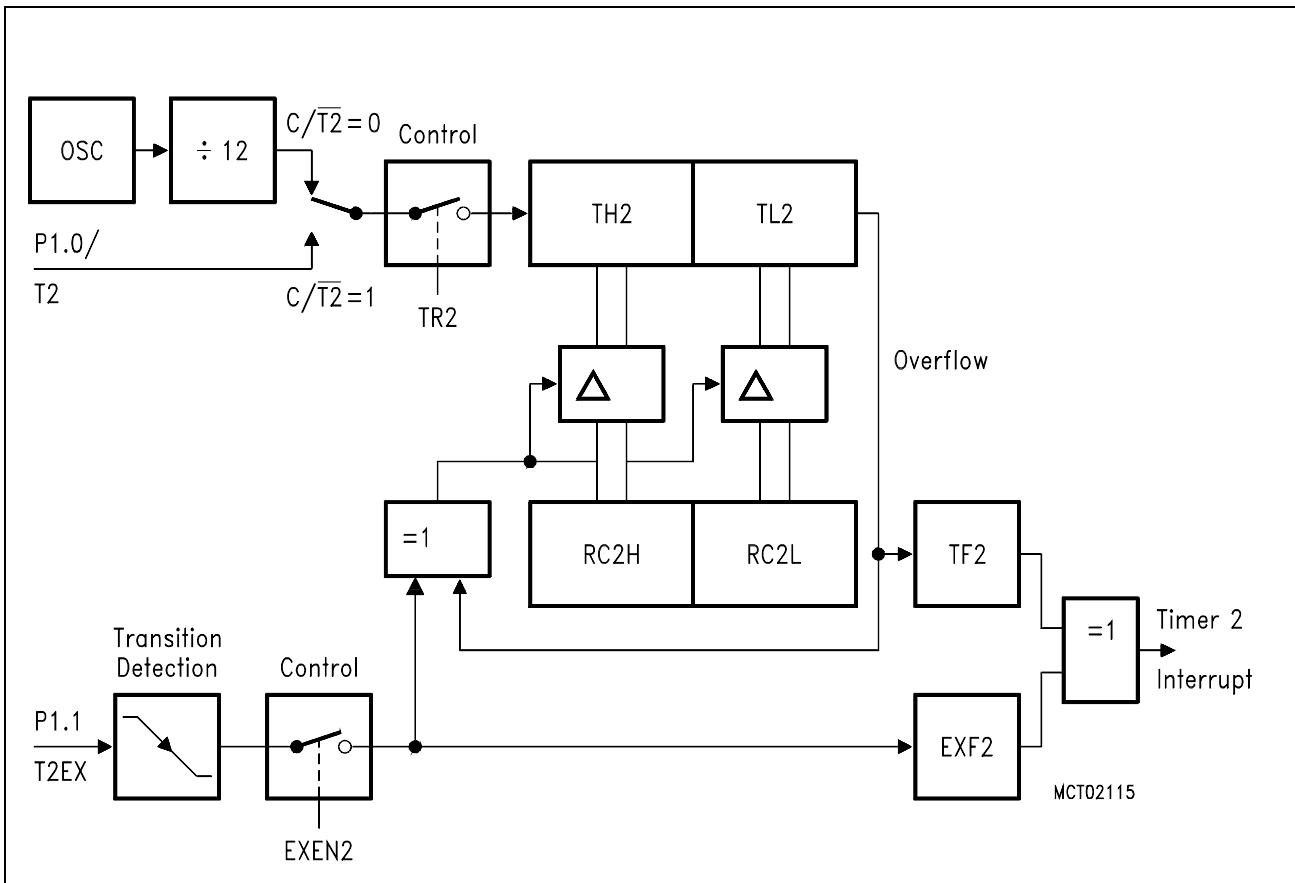 OSC
÷ 12
C/T2̅=0
Control
TH2
TL2
P1.0/
T2
C/T2̅=1
TR2
Overflow
=1
RC2H
RC2L
TF2
Transition
Detection
Control
=1
Timer 2
Interrupt
P1.1
T2EX
EXF2
EXEN2
MCT02115